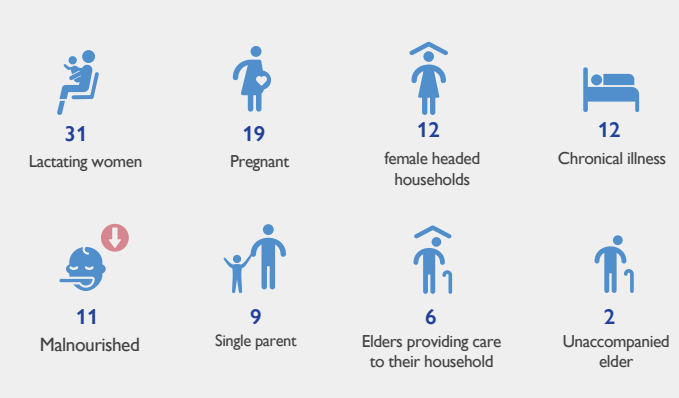 31
Lactating women
19
Pregnant
12
female headed
households
12
Chronical illness
11
Malnourished
9
Single parent
6
Elders providing care
to their household
2
Unaccompanied
elder